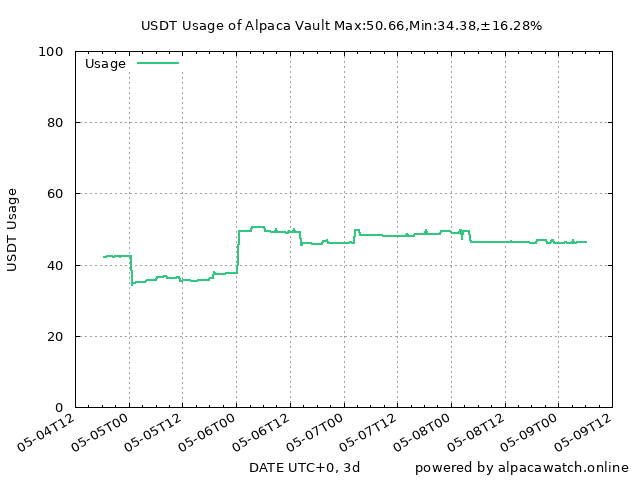 USDT Usage of Alpaca Vault Max:50.66,Min:34.38,±16.28%
Usage
100
80
60
40
20
0
USDT Usage
05-04T12
05-05T00
05-05T12
05-06T00
05-06T12
05-07T00
05-07T12
05-08T00
05-08T12
05-09T00
05-09T12
DATE UTC+0, 3d
powered by alpacawatch.online